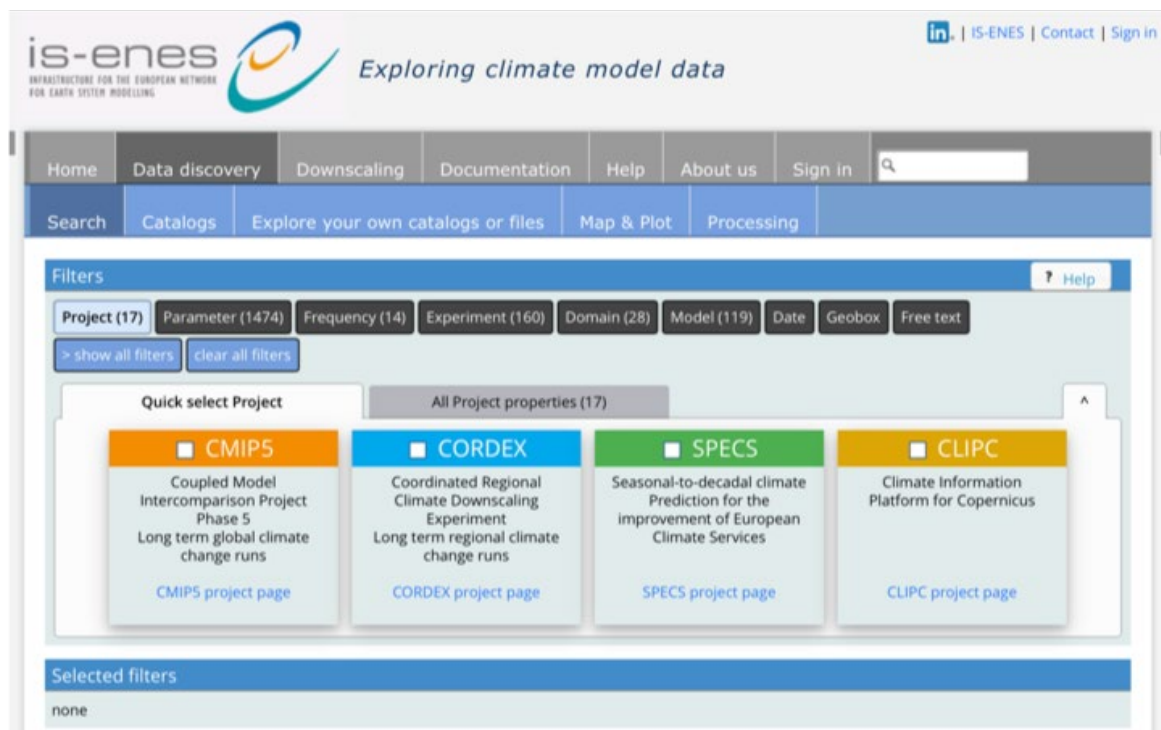 is-enes
INFRASTRUCTURE FOR THE EUROPEAN NETWORK
FOR EARTH SYSTEM MODELLING
Exploring climate model data
in. | IS-ENES | Contact | Sign in
Home Data discovery Downscaling Documentation Help About us Sign in
Search Catalogs Explore your own catalogs or files Map & Plot Processing
Filters
? Help
Project (17) Parameter (1474) Frequency (14) Experiment (160) Domain (28) Model (119) Date Geobox Free text
> show all filters clear all filters
Quick select Project All Project properties (17) ^
CMIP5
Coupled Model
Intercomparison Project
Phase 5
Long term global climate
change runs
CMIP5 project page
CORDEX
Coordinated Regional
Climate Downscaling
Experiment
Long term regional climate
change runs
CORDEX project page
SPECS
Seasonal-to-decadal climate
Prediction for the
improvement of European
Climate Services
SPECS project page
CLIPC
Climate Information
Platform for Copernicus
CLIPC project page
Selected filters
none